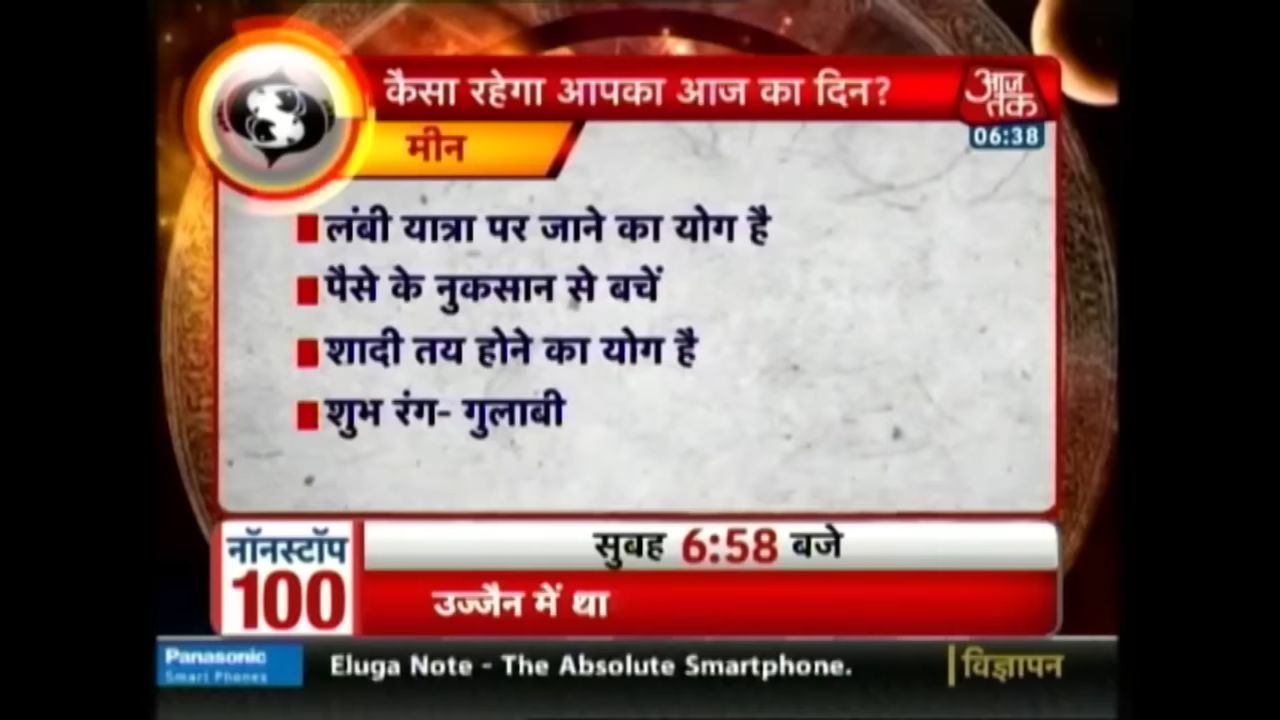 कैसा रहेगा आपका आज का दिन?
आज
तक
06:38
मीन
लंबी यात्रा पर जाने का योग है
पैसे के नुकसान से बचें
शादी तय होने का योग है
शुभ रंग- गुलाबी
नॉनस्टॉप
100
सुबह 6:58 बजे
उज्जैन में था
Panasonic
Smart Phones
Eluga Note - The Absolute Smartphone.
विज्ञापन